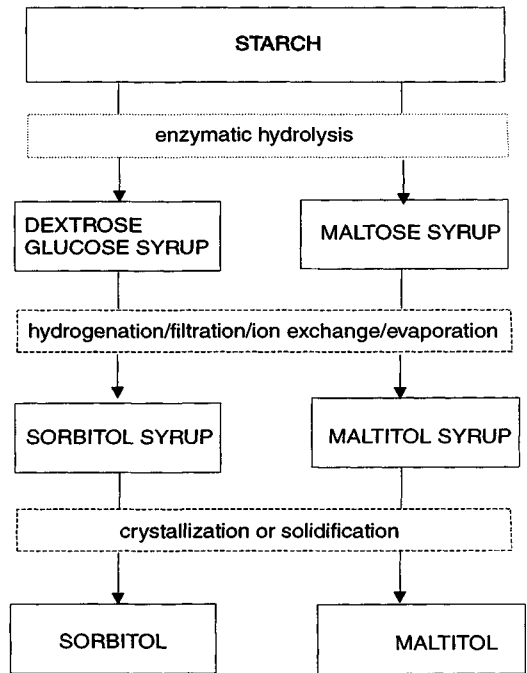 STARCH
enzymatic hydrolysis
DEXTROSE
GLUCOSE SYRUP
MALTOSE SYRUP
hydrogenation/filtration/ion exchange/evaporation
SORBITOL SYRUP
MALTITOL SYRUP
crystallization or solidification
SORBITOL
MALTITOL